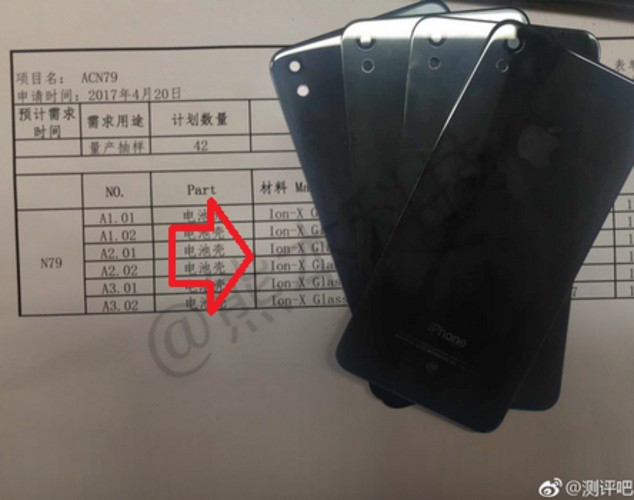 项目名: ACN79
申请时间: 2017年4月20日
预计需求时间 需求用途 计划数量
量产抽样 42
NO. Part 材料
N79
A1.01 电池壳 Ion-X G
A1.02 电池壳 Ion-X G
A2.01 电池壳 Ion-X G
A2.02 电池壳 Ion-X Gla
A3.01 电池壳 Ion-X Glass
A3.02 电池壳 Ion-X Glass
iPhone
@测评吧